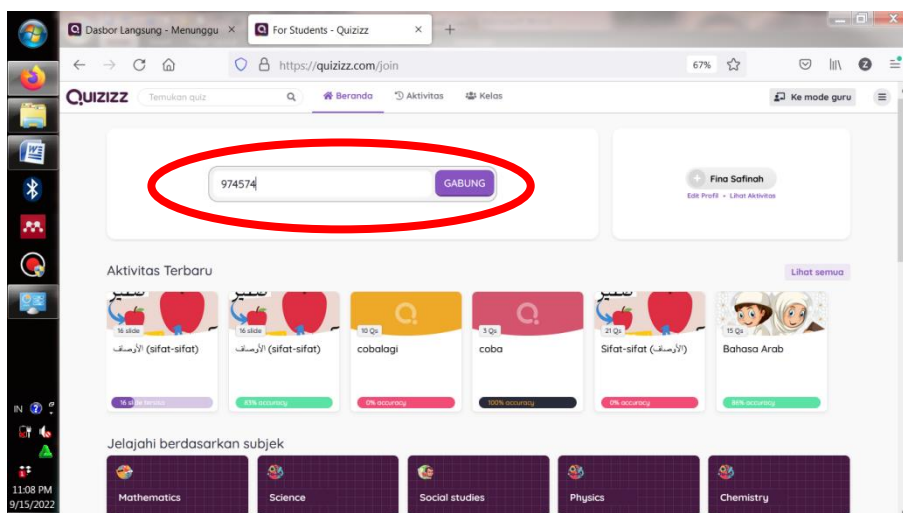 Dasbor Langsung - Menunggu
For Students - Quizizz
https://quizizz.com/join
67%
QUIZIZZ
Temukan quiz
Beranda
Aktivitas
Kelas
Ke mode guru
974574
GABUNG
Fina Safinah
Edit Profil • Lihat Aktivitas
Aktivitas Terbaru
Lihat semua
16 slide
16 slide
10 Qs
3 Qs
21 Qs
15 Qs
(sifat-sifat) الأوصاف
(sifat-sifat) الأوصاف
cobalagi
coba
Sifat-sifat (الأوصاف)
Bahasa Arab
83% accuracy
0% accuracy
100% accuracy
0% accuracy
86% accuracy
Jelajahi berdasarkan subjek
Mathematics
Science
Social studies
Physics
Chemistry
IN
11:08 PM
9/15/2022